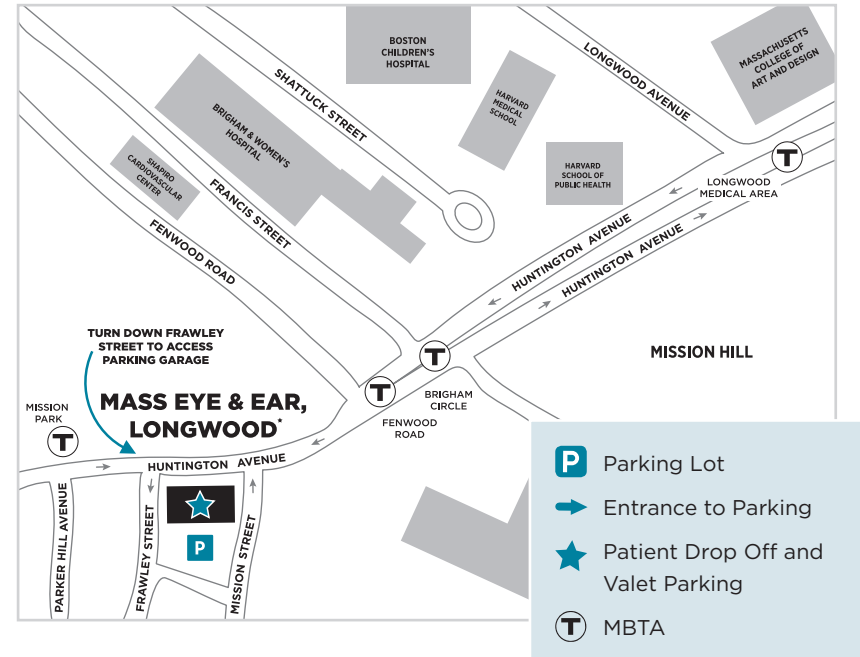 BOSTON
CHILDREN'S
HOSPITAL
LONGWOOD AVENUE
MASSACHUSETTS
COLLEGE OF
ART AND DESIGN
SHATTUCK STREET
HARVARD
MEDICAL
SCHOOL
BRIGHAM & WOMEN'S
HOSPITAL
SHAPIRO
CARDIOVASCULAR
CENTER
HARVARD
SCHOOL OF
PUBLIC HEALTH
T
LONGWOOD
MEDICAL AREA
FRANCIS STREET
FENWOOD ROAD
HUNTINGTON AVENUE
HUNTINGTON AVENUE
TURN DOWN FRAWLEY
STREET TO ACCESS
PARKING GARAGE
MISSION HILL
T
BRIGHAM
CIRCLE
T
FENWOOD
ROAD
MASS EYE & EAR,
LONGWOOD*
MISSION
PARK
T
HUNTINGTON AVENUE
PARKER HILL AVENUE
FRAWLEY STREET
P
MISSION STREET
P Parking Lot
Entrance to Parking
Patient Drop Off and
Valet Parking
T MBTA